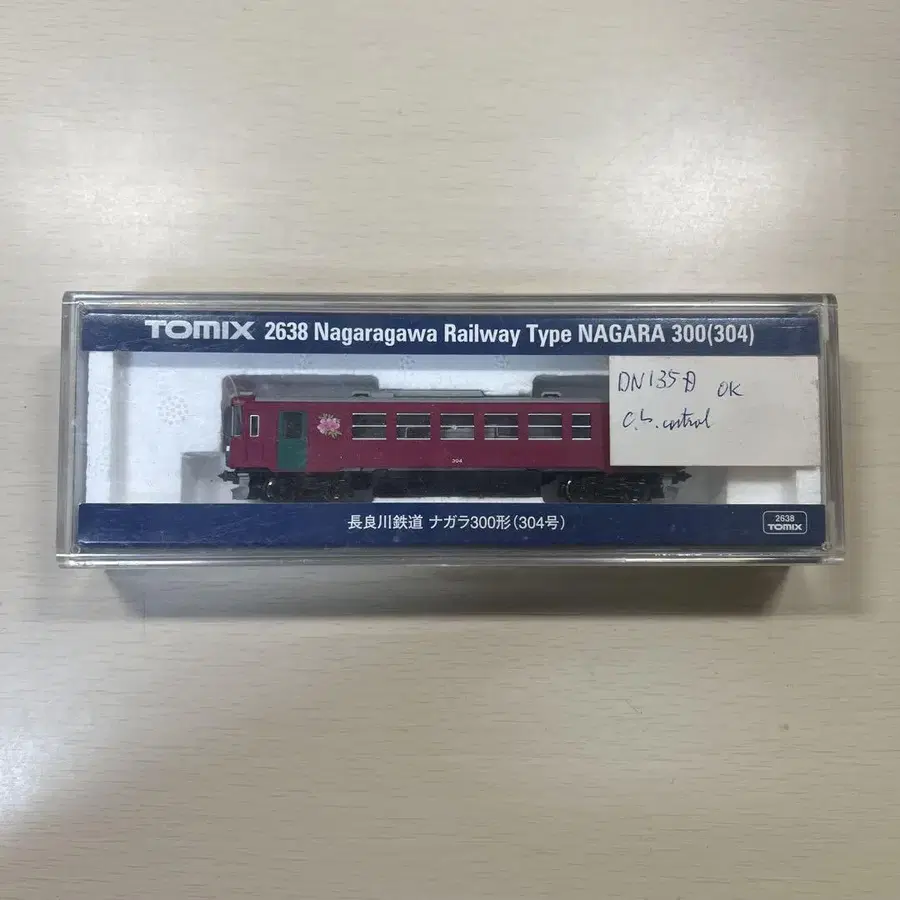 TOMIX 2638 Nagaragawa Railway Type NAGARA 300(304)
DN135 OK
control
304
長良川鉄道 ナガラ300形(304号)
2638
TOMIX